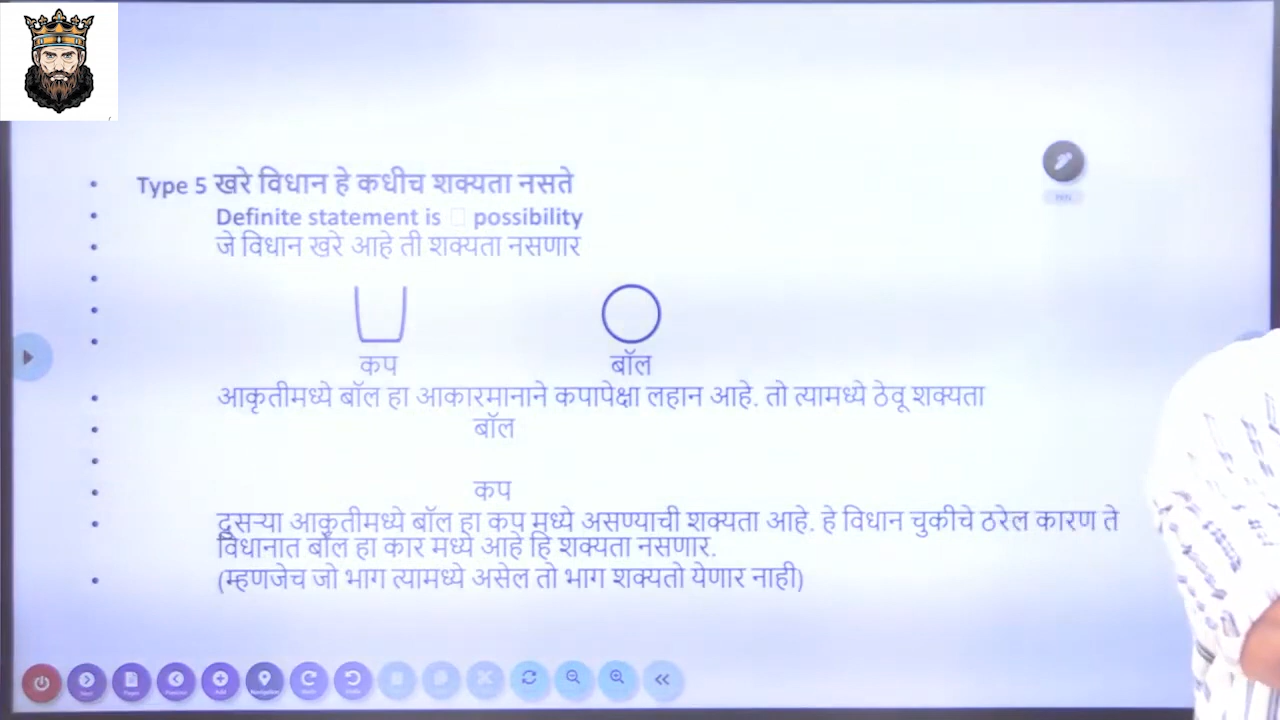 Type 5 खरे विधान हे कधीच शक्यता नसते
Definite statement is □ possibility
जे विधान खरे आहे ती शक्यता नसणार
कप
बॉल
आकृतीमध्ये बॉल हा आकारमानाने कपापेक्षा लहान आहे. तो त्यामध्ये ठेवू शक्यता
बॉल
कप
दुसऱ्या आकृतीमध्ये बॉल हा कप मध्ये असण्याची शक्यता आहे. हे विधान चुकीचे ठरेल कारण ते
विधानात बॉल हा कार मध्ये आहे हि शक्यता नसणार.
(म्हणजेच जो भाग त्यामध्ये असेल तो भाग शक्यतो येणार नाही)